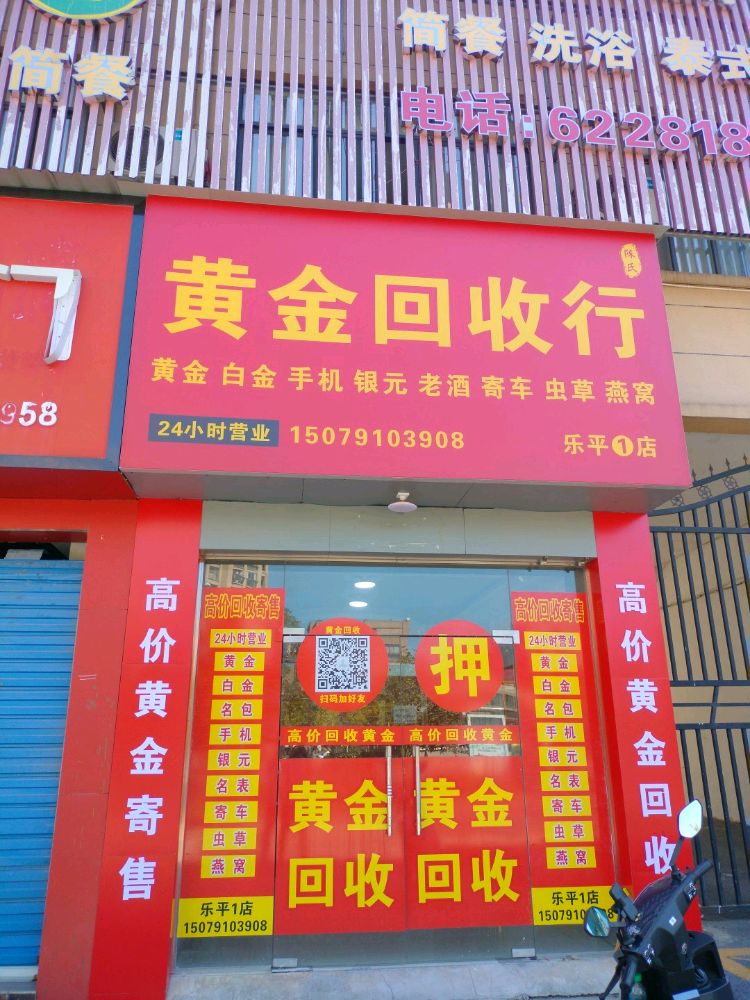 简餐
简餐 洗浴 泰式
电话:622818
958
陈氏
黄金回收行
黄金 白金 手机 银元 老酒 寄车 虫草 燕窝
24小时营业 15079103908 乐平1店
高价黄金寄售
高价回收寄售
24小时营业
黄金
白金
名包
手机
银元
名表
寄车
虫草
燕窝
乐平1店
15079103908
黄金回收
扫码加好友
高价回收黄金
黄金
回收
押
高价回收黄金
黄金
回收
高价回收寄售
24小时营业
黄金
白金
名包
手机
银元
名表
寄车
虫草
燕窝
乐平1店
15079103908
高价黄金回收